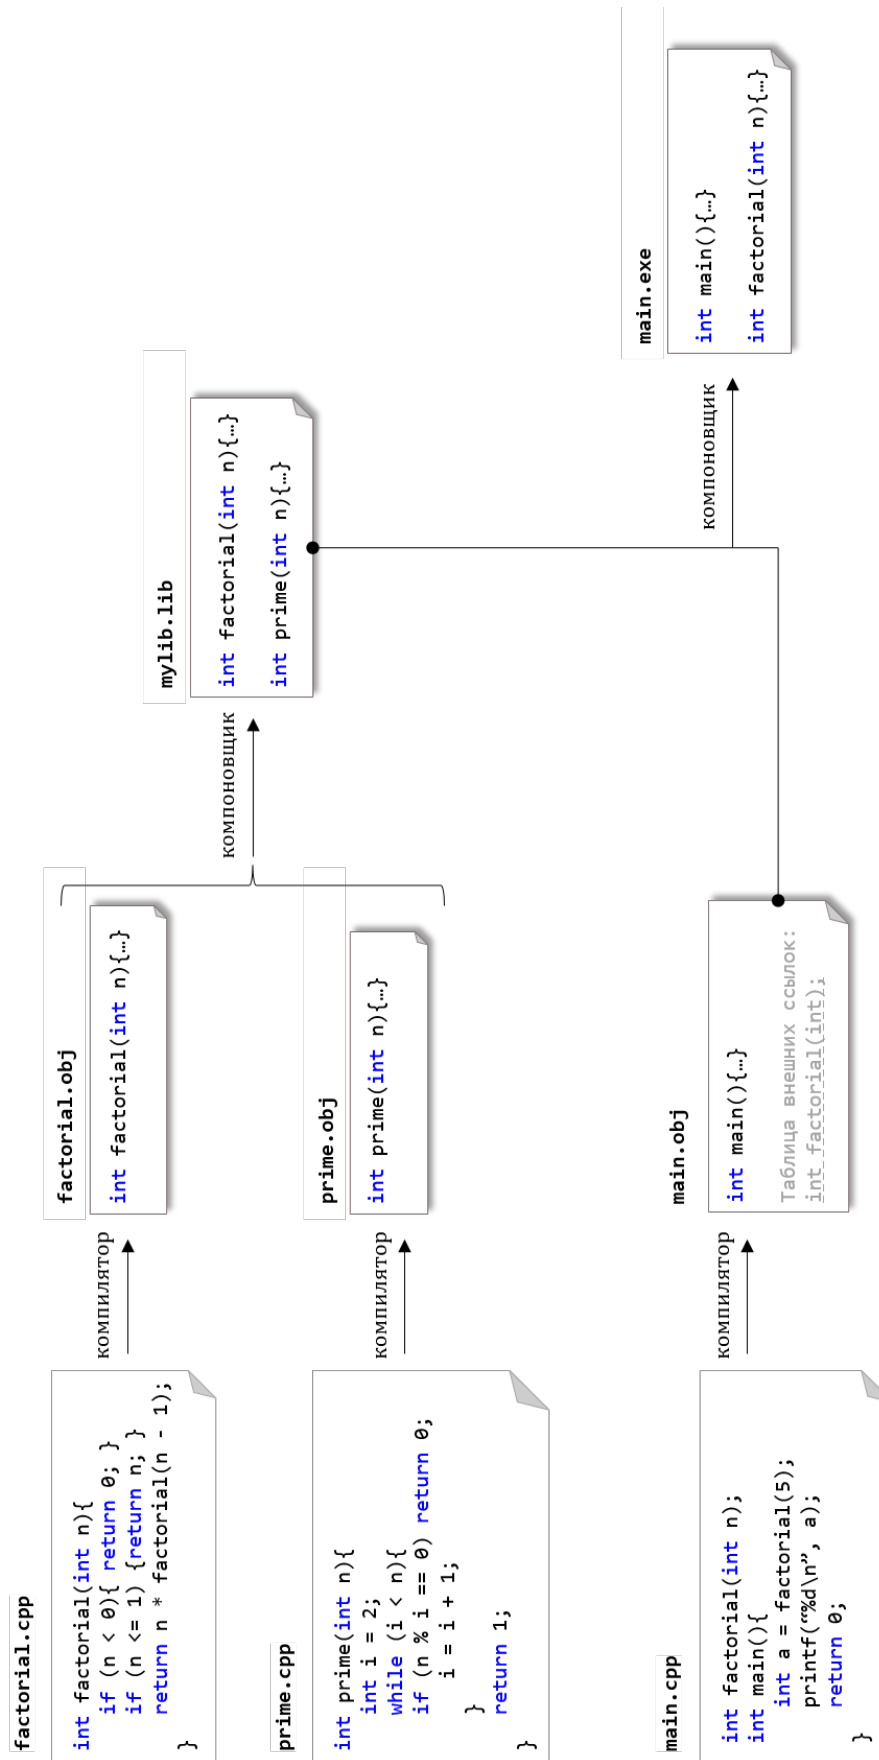 factorial.cpp
int factorial(int n){
if (n < 0){ return 0; }
if (n <= 1) {return n; }
return n * factorial(n - 1);
}
компилятор
factorial.obj
int factorial(int n){…}
prime.cpp
int prime(int n){
int i = 2;
while (i < n){
if (n % i == 0) return 0;
i = i + 1;
}
return 1;
}
компилятор
prime.obj
int prime(int n){…}
компоновщик
mylib.lib
int factorial(int n){…}
int prime(int n){…}
main.cpp
int factorial(int n);
int main(){
int a = factorial(5);
printf(“%d\n”, a);
return 0;
}
компилятор
main.obj
int main(){…}
Таблица внешних ссылок:
int factorial(int);
компоновщик
main.exe
int main(){…}
int factorial(int n){…}